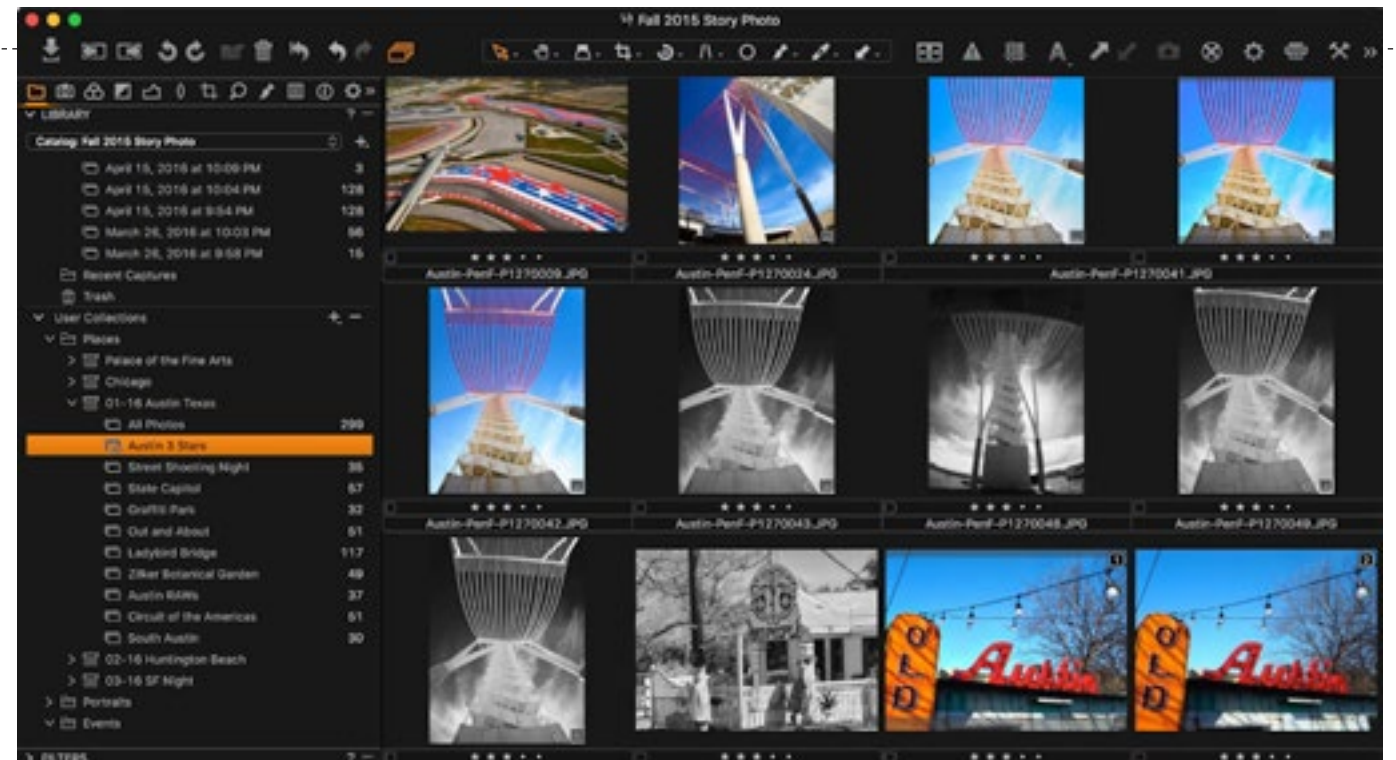 Fall 2015 Story Photo
LIBRARY
?
Catalog: Fall 2015 Story Photo
April 15, 2016 at 10:09 PM 3
April 15, 2016 at 10:04 PM 128
April 15, 2016 at 9:54 PM 128
March 26, 2016 at 10:03 PM 56
March 26, 2016 at 9:58 PM 15
Recent Captures
Trash
User Collections
Places
Palace of the Fine Arts
Chicago
01-16 Austin Texas
All Photos 299
Austin 3 Stars
Street Shooting Night 35
State Capitol 57
Graffiti Park 32
Out and About 51
Ladybird Bridge 117
Zilker Botanical Garden 49
Austin RAWs 37
Circuit of the Americas 51
South Austin 30
02-16 Huntington Beach
03-16 SF Night
Portraits
Events
FILTERS ?
Austin-PenF-P1270009.JPG
Austin-PenF-P1270024.JPG
Austin-PenF-P1270041.JPG
Austin-PenF-P1270042.JPG
Austin-PenF-P1270043.JPG
Austin-PenF-P1270048.JPG
Austin-PenF-P1270049.JPG
1
OLD
Austin
2
OLD
Austin